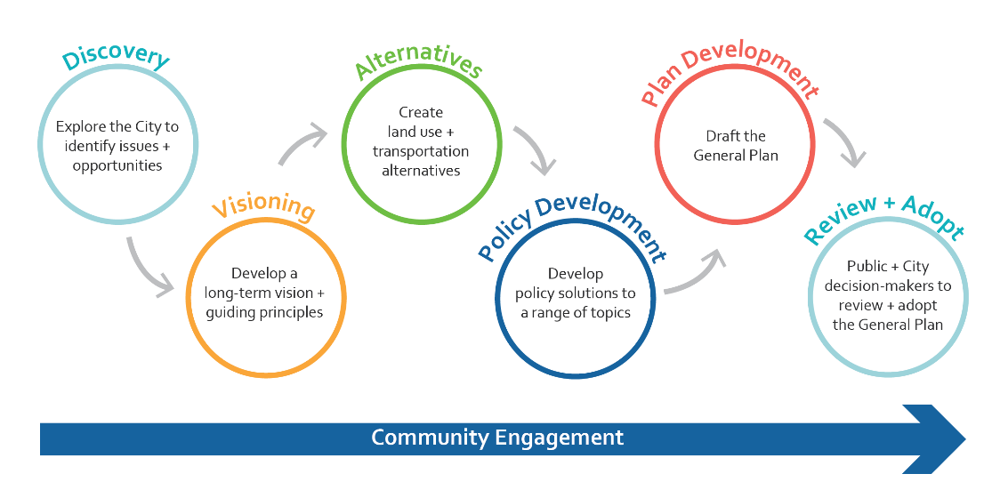 Discovery
Explore the City to
identify issues +
opportunities
Visioning
Develop a
long-term vision +
guiding principles
Alternatives
Create
land use +
transportation
alternatives
Policy Development
Develop
policy solutions to
a range of topics
Plan Development
Draft the
General Plan
Review + Adopt
Public + City
decision-makers to
review + adopt
the General Plan
Community Engagement